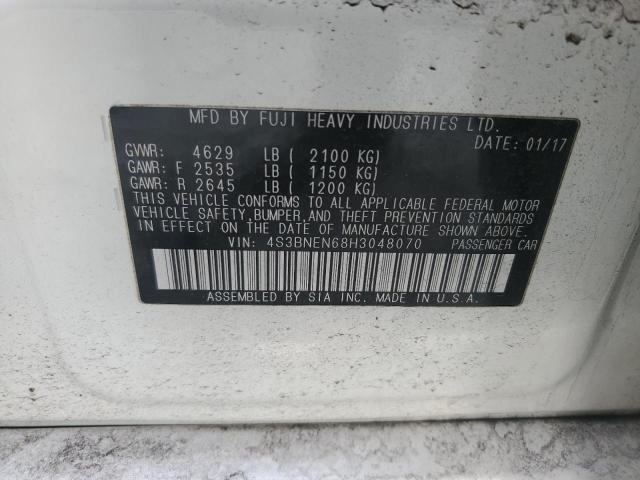 MFD BY FUJI HEAVY INDUSTRIES LTD.
DATE: 01/17
GVWR: 4629 LB ( 2100 KG)
GAWR: F 2535 LB ( 1150 KG)
GAWR: R 2645 LB ( 1200 KG)
THIS VEHICLE CONFORMS TO ALL APPLICABLE FEDERAL MOTOR
VEHICLE SAFETY, BUMPER, AND THEFT PREVENTION STANDARDS
IN EFFECT ON THE DATE OF MANUFACTURE SHOWN ABOVE.
VIN: 4S3BNEN68H3048070 PASSENGER CAR
ASSEMBLED BY SIA INC. MADE IN U.S.A.